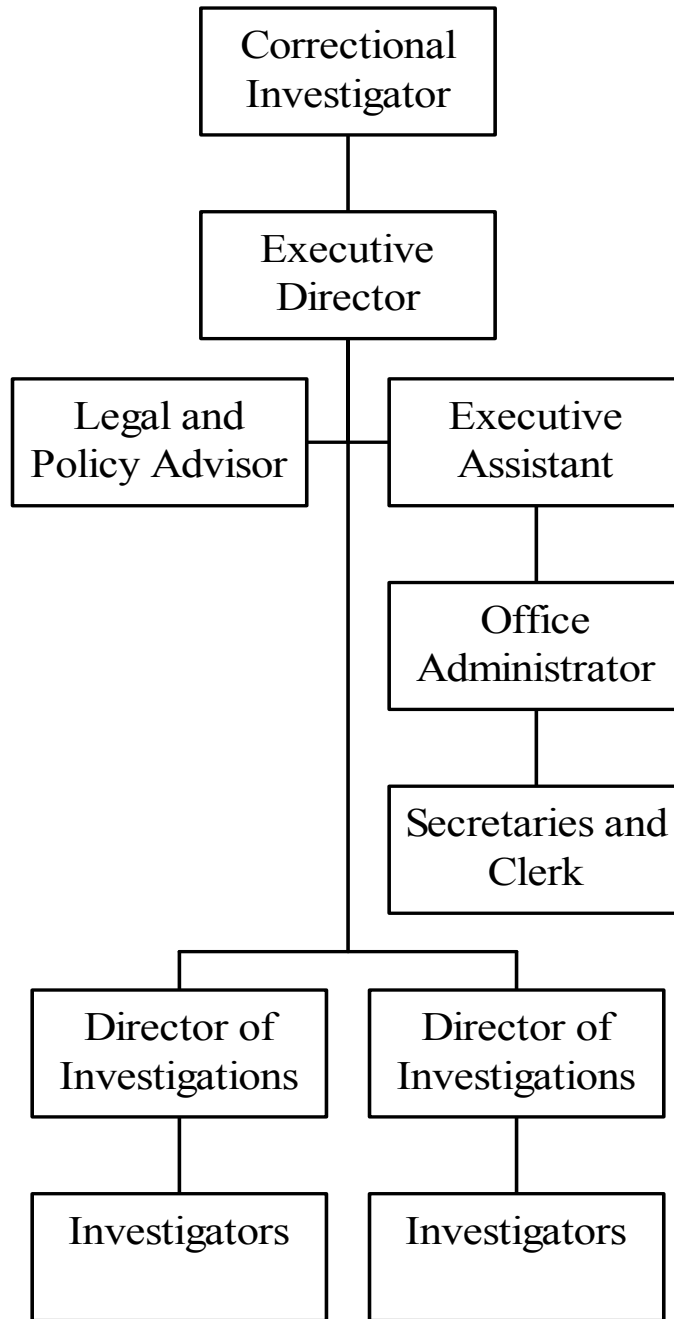 Correctional
Investigator
Executive
Director
Legal and
Policy Advisor
Executive
Assistant
Office
Administrator
Secretaries and
Clerk
Director of
Investigations
Director of
Investigations
Investigators
Investigators